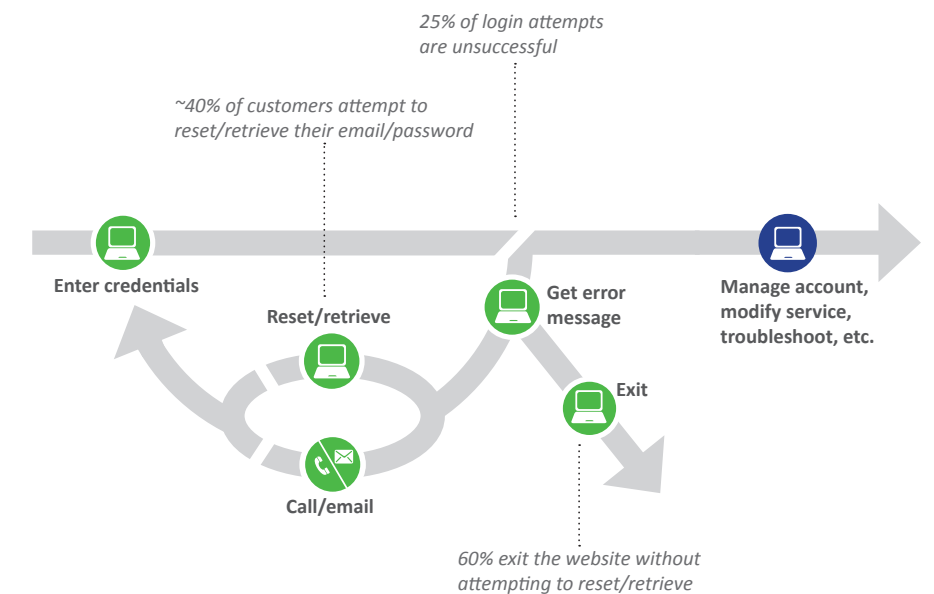 25% of login attempts
are unsuccessful
~40% of customers attempt to
reset/retrieve their email/password
Enter credentials
Reset/retrieve
Get error
message
Manage account,
modify service,
troubleshoot, etc.
Exit
Call/email
60% exit the website without
attempting to reset/retrieve